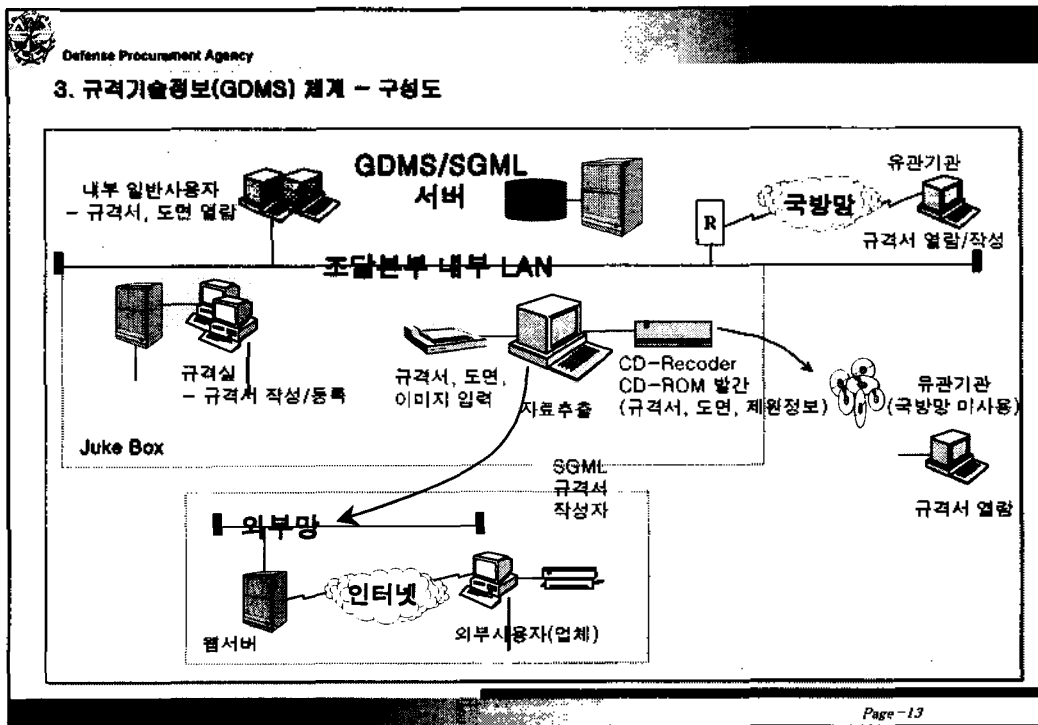 Defense Procurement Agency
3. 규격기술정보(GDMS) 체계 - 구성도
내부 일반사용자
- 규격서, 도면 열람
GDMS/SGML
서버
R
국방망
유관기관
규격서 열람/작성
조달본부 내부 LAN
규격실
- 규격서 작성/등록
Juke Box
규격서, 도면,
이미지 입력
자료추출
CD-Recoder
CD-ROM 발간
(규격서, 도면, 제원정보)
유관기관
(국방망 미사용)
규격서 열람
SGML
규격서
작성자
외부망
웹서버
인터넷
외부사용자(업체)
Page-13